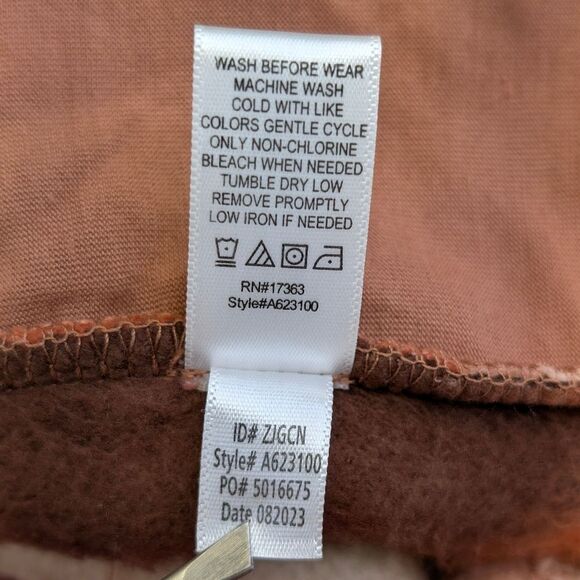 WASH BEFORE WEAR
MACHINE WASH
COLD WITH LIKE
COLORS GENTLE CYCLE
ONLY NON-CHLORINE
BLEACH WHEN NEEDED
TUMBLE DRY LOW
REMOVE PROMPTLY
LOW IRON IF NEEDED
RN#17363
Style#A623100
ID# ZJGCN
Style# A623100
PO# 5016675
Date 082023